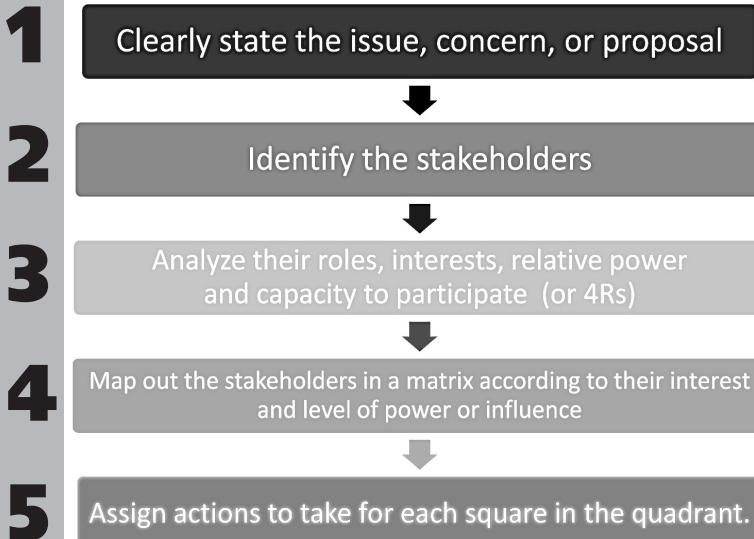 1
Clearly state the issue, concern, or proposal
2
Identify the stakeholders
3
Analyze their roles, interests, relative power
and capacity to participate (or 4Rs)
4
Map out the stakeholders in a matrix according to their interest
and level of power or influence
5
Assign actions to take for each square in the quadrant.